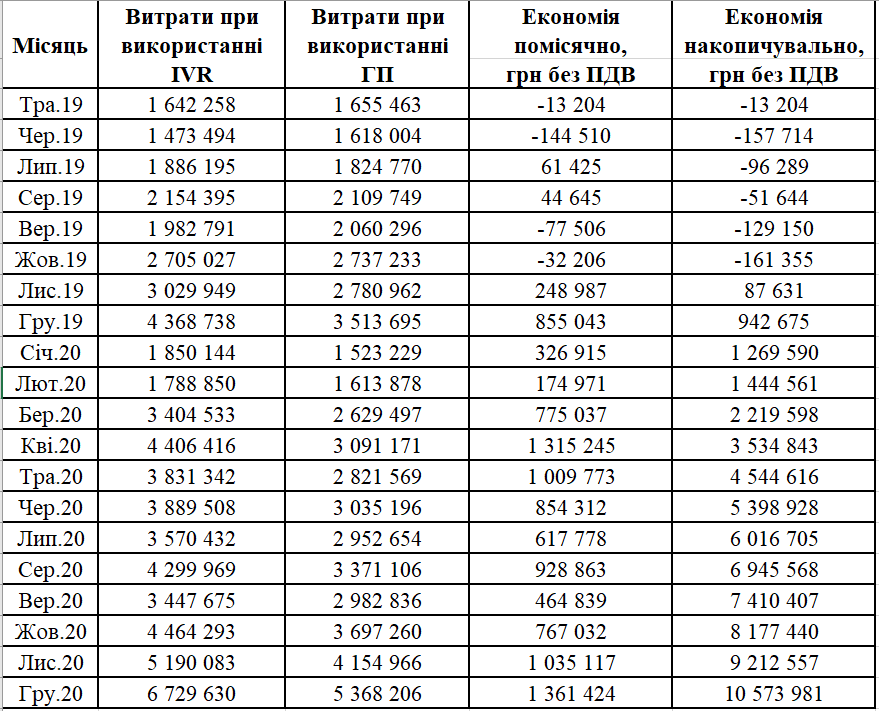 Місяць Витрати при використанні IVR Витрати при використанні ГП Економія помісячно, грн без ПДВ Економія накопичувально, грн без ПДВ
Тра.19 1 642 258 1 655 463 -13 204 -13 204
Чер.19 1 473 494 1 618 004 -144 510 -157 714
Лип.19 1 886 195 1 824 770 61 425 -96 289
Сер.19 2 154 395 2 109 749 44 645 -51 644
Вер.19 1 982 791 2 060 296 -77 506 -129 150
Жов.19 2 705 027 2 737 233 -32 206 -161 355
Лис.19 3 029 949 2 780 962 248 987 87 631
Гру.19 4 368 738 3 513 695 855 043 942 675
Січ.20 1 850 144 1 523 229 326 915 1 269 590
Лют.20 1 788 850 1 613 878 174 971 1 444 561
Бер.20 3 404 533 2 629 497 775 037 2 219 598
Кві.20 4 406 416 3 091 171 1 315 245 3 534 843
Тра.20 3 831 342 2 821 569 1 009 773 4 544 616
Чер.20 3 889 508 3 035 196 854 312 5 398 928
Лип.20 3 570 432 2 952 654 617 778 6 016 705
Сер.20 4 299 969 3 371 106 928 863 6 945 568
Вер.20 3 447 675 2 982 836 464 839 7 410 407
Жов.20 4 464 293 3 697 260 767 032 8 177 440
Лис.20 5 190 083 4 154 966 1 035 117 9 212 557
Гру.20 6 729 630 5 368 206 1 361 424 10 573 981